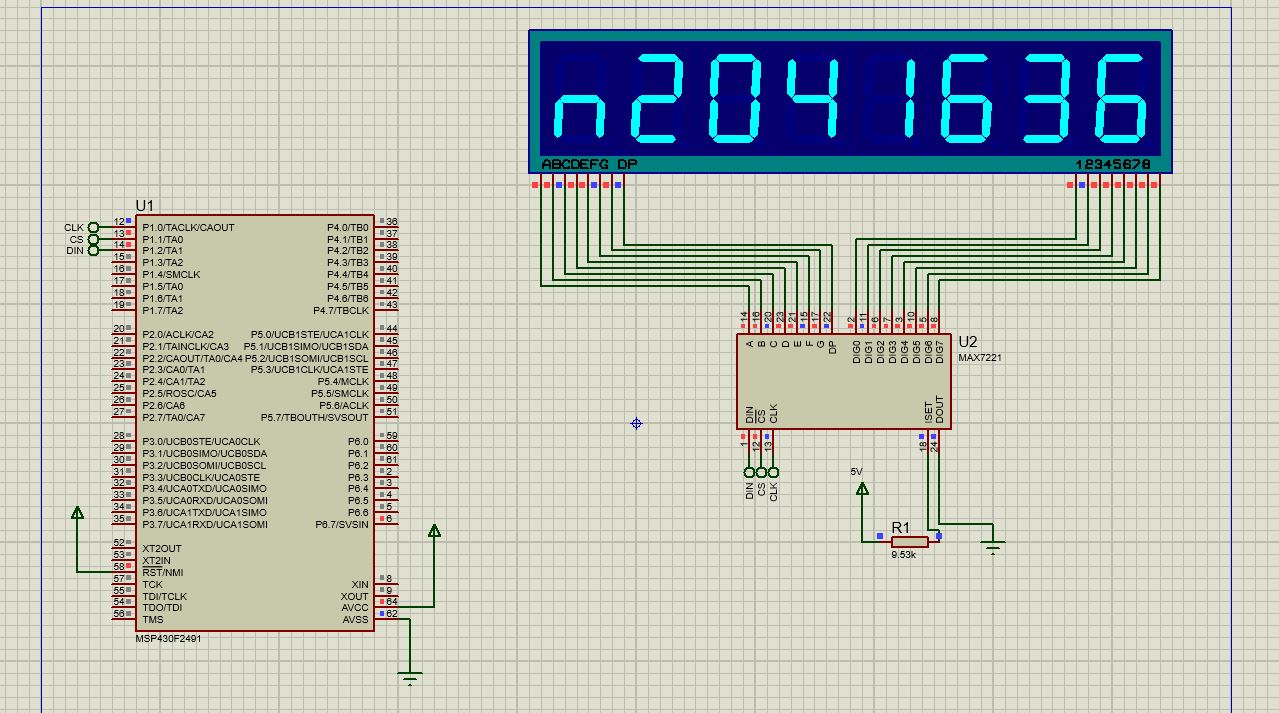 n2041636
ABCDEFG DP
12345678
U1
CLK
CS
DIN
12 P1.0/TACLK/CAOUT P4.0/TB0 36
13 P1.1/TA0 P4.1/TB1 37
14 P1.2/TA1 P4.2/TB2 38
15 P1.3/TA2 P4.3/TB3 39
16 P1.4/SMCLK P4.4/TB4 40
17 P1.5/TA0 P4.5/TB5 41
18 P1.6/TA1 P4.6/TB6 42
19 P1.7/TA2 P4.7/TBCLK 43
20 P2.0/ACLK/CA2 P5.0/UCB1STE/UCA1CLK 44
21 P2.1/TAINCLK/CA3 P5.1/UCB1SIMO/UCB1SDA 45
22 P2.2/CAOUT/TA0/CA4 P5.2/UCB1SOMI/UCB1SCL 46
23 P2.3/CA0/TA1 P5.3/UCB1CLK/UCA1STE 47
24 P2.4/CA1/TA2 P5.4/MCLK 48
25 P2.5/ROSC/CA5 P5.5/SMCLK 49
26 P2.6/CA6 P5.6/ACLK 50
27 P2.7/TA0/CA7 P5.7/TBOUTH/SVSOUT 51
28 P3.0/UCB0STE/UCA0CLK P6.0 59
29 P3.1/UCB0SIMO/UCB0SDA P6.1 60
30 P3.2/UCB0SOMI/UCB0SCL P6.2 61
31 P3.3/UCB0CLK/UCA0STE P6.3 2
32 P3.4/UCA0TXD/UCA0SIMO P6.4 3
33 P3.5/UCA0RXD/UCA0SOMI P6.5 4
34 P3.6/UCA1TXD/UCA1SIMO P6.6 5
35 P3.7/UCA1RXD/UCA1SOMI P6.7/SVSIN 6
52 XT2OUT
53 XT2IN
58 RST/NMI
57 TCK XIN 8
55 TDI/TCLK XOUT 9
54 TDO/TDI AVCC 64
56 TMS AVSS 62
MSP430F2491
14 16 20 23 21 15 17 22 2 11 6 7 3 10 5 8
A B C D E F G DP DIG0 DIG1 DIG2 DIG3 DIG4 DIG5 DIG6 DIG7
U2
MAX7221
DIN CS CLK ISET DOUT
1 12 13 18 24
DIN CS CLK
5V
R1
9.53k